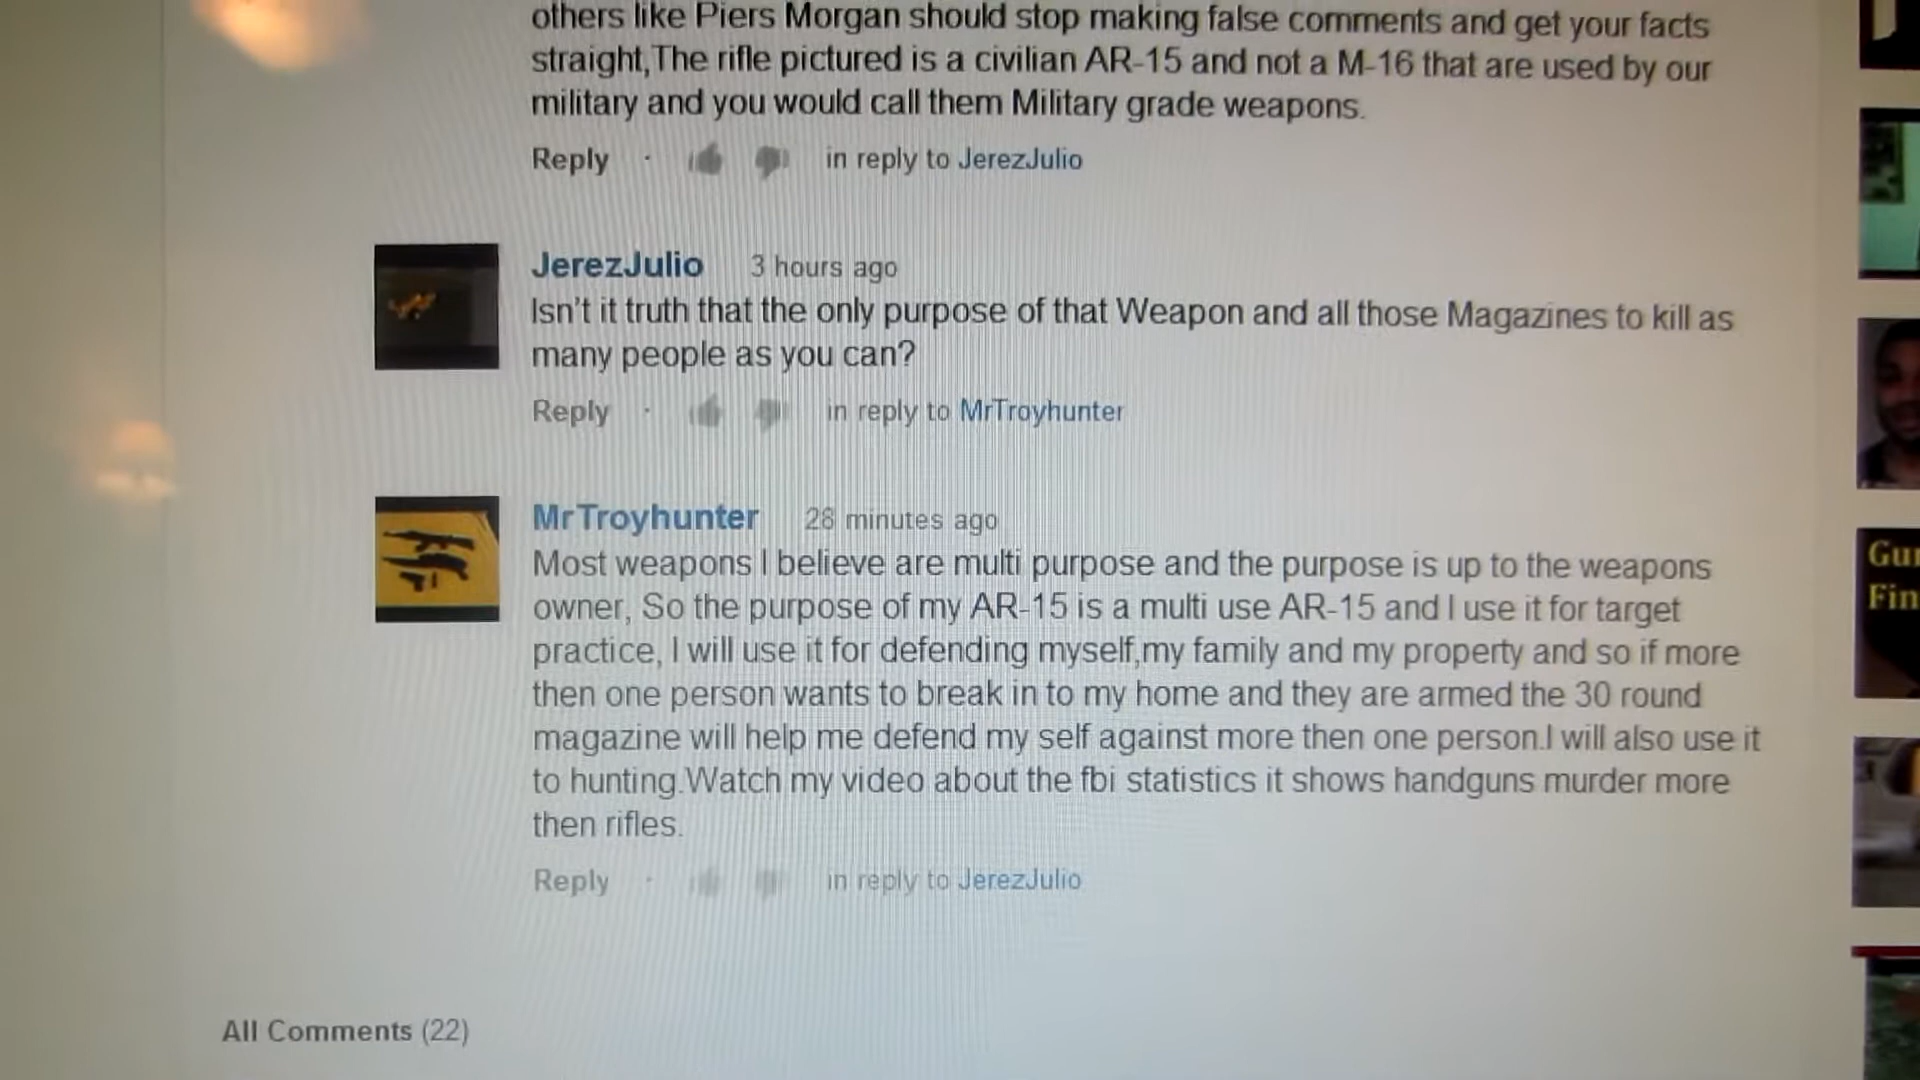 others like Piers Morgan should stop making false comments and get your facts
straight,The rifle pictured is a civilian AR-15 and not a M-16 that are used by our
military and you would call them Military grade weapons.
Reply · in reply to JerezJulio
JerezJulio 3 hours ago
Isn't it truth that the only purpose of that Weapon and all those Magazines to kill as
many people as you can?
Reply · in reply to MrTroyhunter
MrTroyhunter 28 minutes ago
Most weapons I believe are multi purpose and the purpose is up to the weapons
owner, So the purpose of my AR-15 is a multi use AR-15 and I use it for target
practice, I will use it for defending myself,my family and my property and so if more
then one person wants to break in to my home and they are armed the 30 round
magazine will help me defend my self against more then one person.I will also use it
to hunting.Watch my video about the fbi statistics it shows handguns murder more
then rifles.
Reply · in reply to JerezJulio
All Comments (22)
Fin